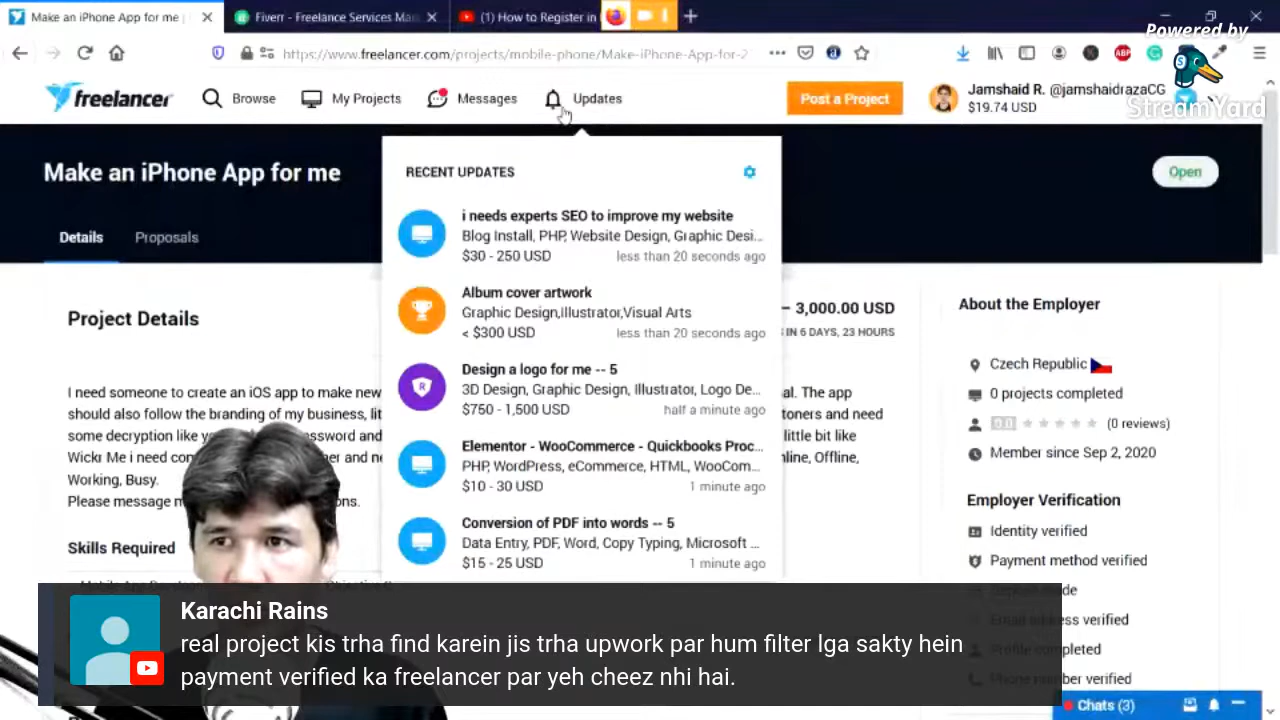 Make an iPhone App for me
Fiverr - Freelance Services Mar
(1) How to Register in
https://www.freelancer.com/projects/mobile-phone/Make-iPhone-App-for-2
Powered by
StreamYard
freelancer
Browse
My Projects
Messages
Updates
Post a Project
Jamshaid R. @jamshaidrazaCG
$19.74 USD
Make an iPhone App for me
Open
Details
Proposals
RECENT UPDATES
i needs experts SEO to improve my website
Blog Install, PHP, Website Design, Graphic Desi...
$30 - 250 USD
less than 20 seconds ago
Album cover artwork
Graphic Design,Illustrator,Visual Arts
< $300 USD
less than 20 seconds ago
Design a logo for me -- 5
3D Design, Graphic Design, Illustrator, Logo De...
$750 - 1,500 USD
half a minute ago
Elementor - WooCommerce - Quickbooks Proc...
PHP, WordPress, eCommerce, HTML, WooCom...
$10 - 30 USD
1 minute ago
Conversion of PDF into words -- 5
Data Entry, PDF, Word, Copy Typing, Microsoft ...
$15 - 25 USD
1 minute ago
Project Details
– 3,000.00 USD
IN 6 DAYS, 23 HOURS
I need someone to create an iOS app to make new al. The app
should also follow the branding of my business, lit toners and need
some decryption like ssword and little bit like
Wickr Me i need con er and ne nline, Offline,
Working, Busy.
Please message m ons.
Skills Required
About the Employer
Czech Republic
0 projects completed
0.0 (0 reviews)
Member since Sep 2, 2020
Employer Verification
Identity verified
Payment method verified
Deposit made
Email address verified
Profile completed
Phone number verified
Karachi Rains
real project kis trha find karein jis trha upwork par hum filter lga sakty hein
payment verified ka freelancer par yeh cheez nhi hai.
Chats (3)